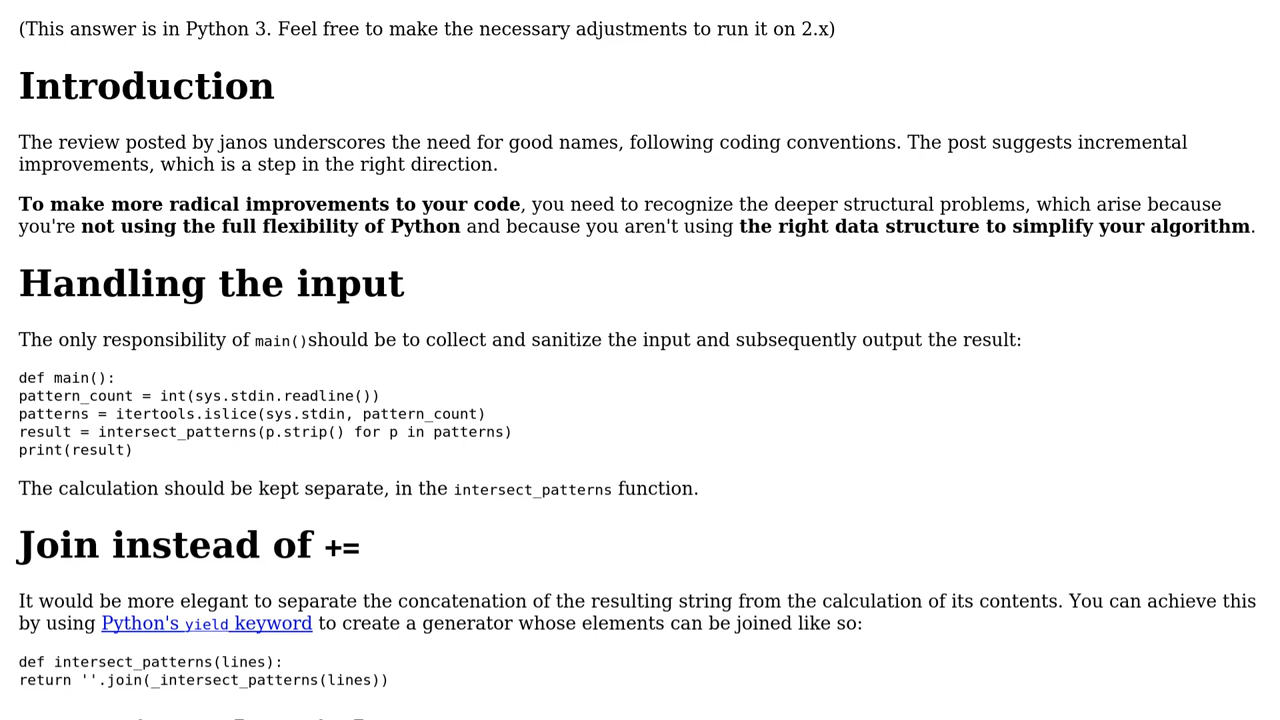 (This answer is in Python 3. Feel free to make the necessary adjustments to run it on 2.x)
Introduction
The review posted by janos underscores the need for good names, following coding conventions. The post suggests incremental
improvements, which is a step in the right direction.
To make more radical improvements to your code, you need to recognize the deeper structural problems, which arise because
you're not using the full flexibility of Python and because you aren't using the right data structure to simplify your algorithm.
Handling the input
The only responsibility of main()should be to collect and sanitize the input and subsequently output the result:
def main():
pattern_count = int(sys.stdin.readline())
patterns = itertools.islice(sys.stdin, pattern_count)
result = intersect_patterns(p.strip() for p in patterns)
print(result)
The calculation should be kept separate, in the intersect_patterns function.
Join instead of +=
It would be more elegant to separate the concatenation of the resulting string from the calculation of its contents. You can achieve this
by using Python's yield keyword to create a generator whose elements can be joined like so:
def intersect_patterns(lines):
return ''.join(_intersect_patterns(lines))